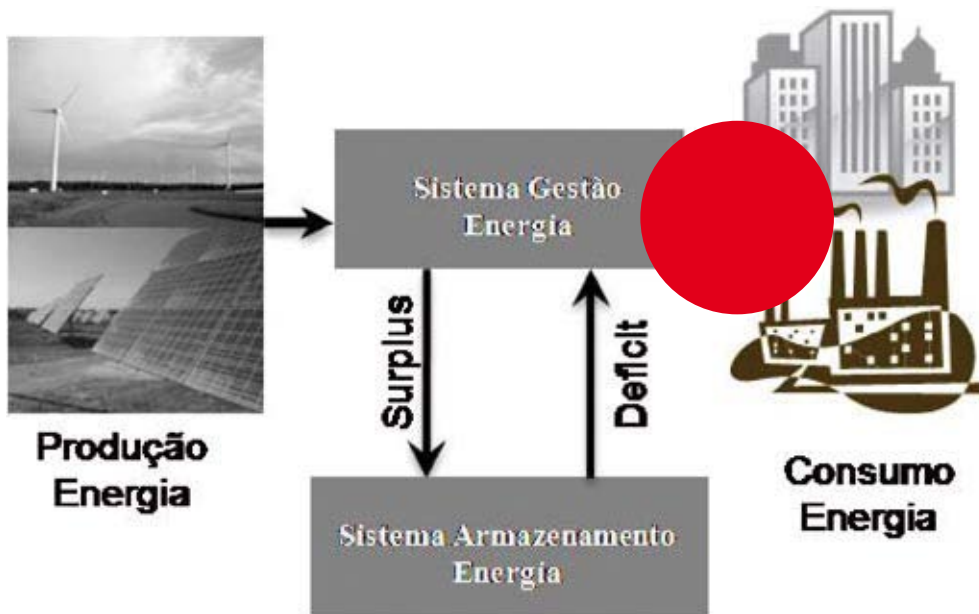 Sistema Gestão
Energia
Surplus
Deficit
Produção
Energia
Consumo
Energia
Sistema Armazenamento
Energia